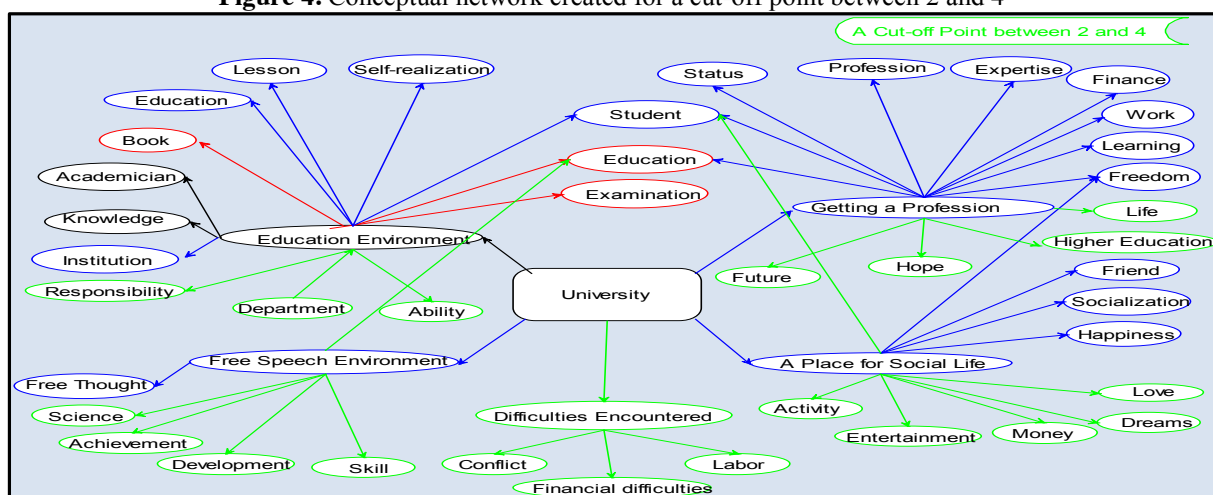 Figure 4. Conceptual network created for a cut-off point between 2 and 4
A Cut-off Point between 2 and 4
Lesson
Self-realization
Status
Profession
Expertise
Finance
Education
Student
Work
Book
Education
Learning
Academician
Examination
Freedom
Knowledge
Getting a Profession
Life
Education Environment
Institution
Higher Education
Responsibility
Future
Hope
Friend
Department
Ability
University
Socialization
Happiness
Free Speech Environment
A Place for Social Life
Free Thought
Science
Difficulties Encountered
Activity
Love
Achievement
Entertainment
Money
Dreams
Development
Skill
Conflict
Labor
Financial difficulties